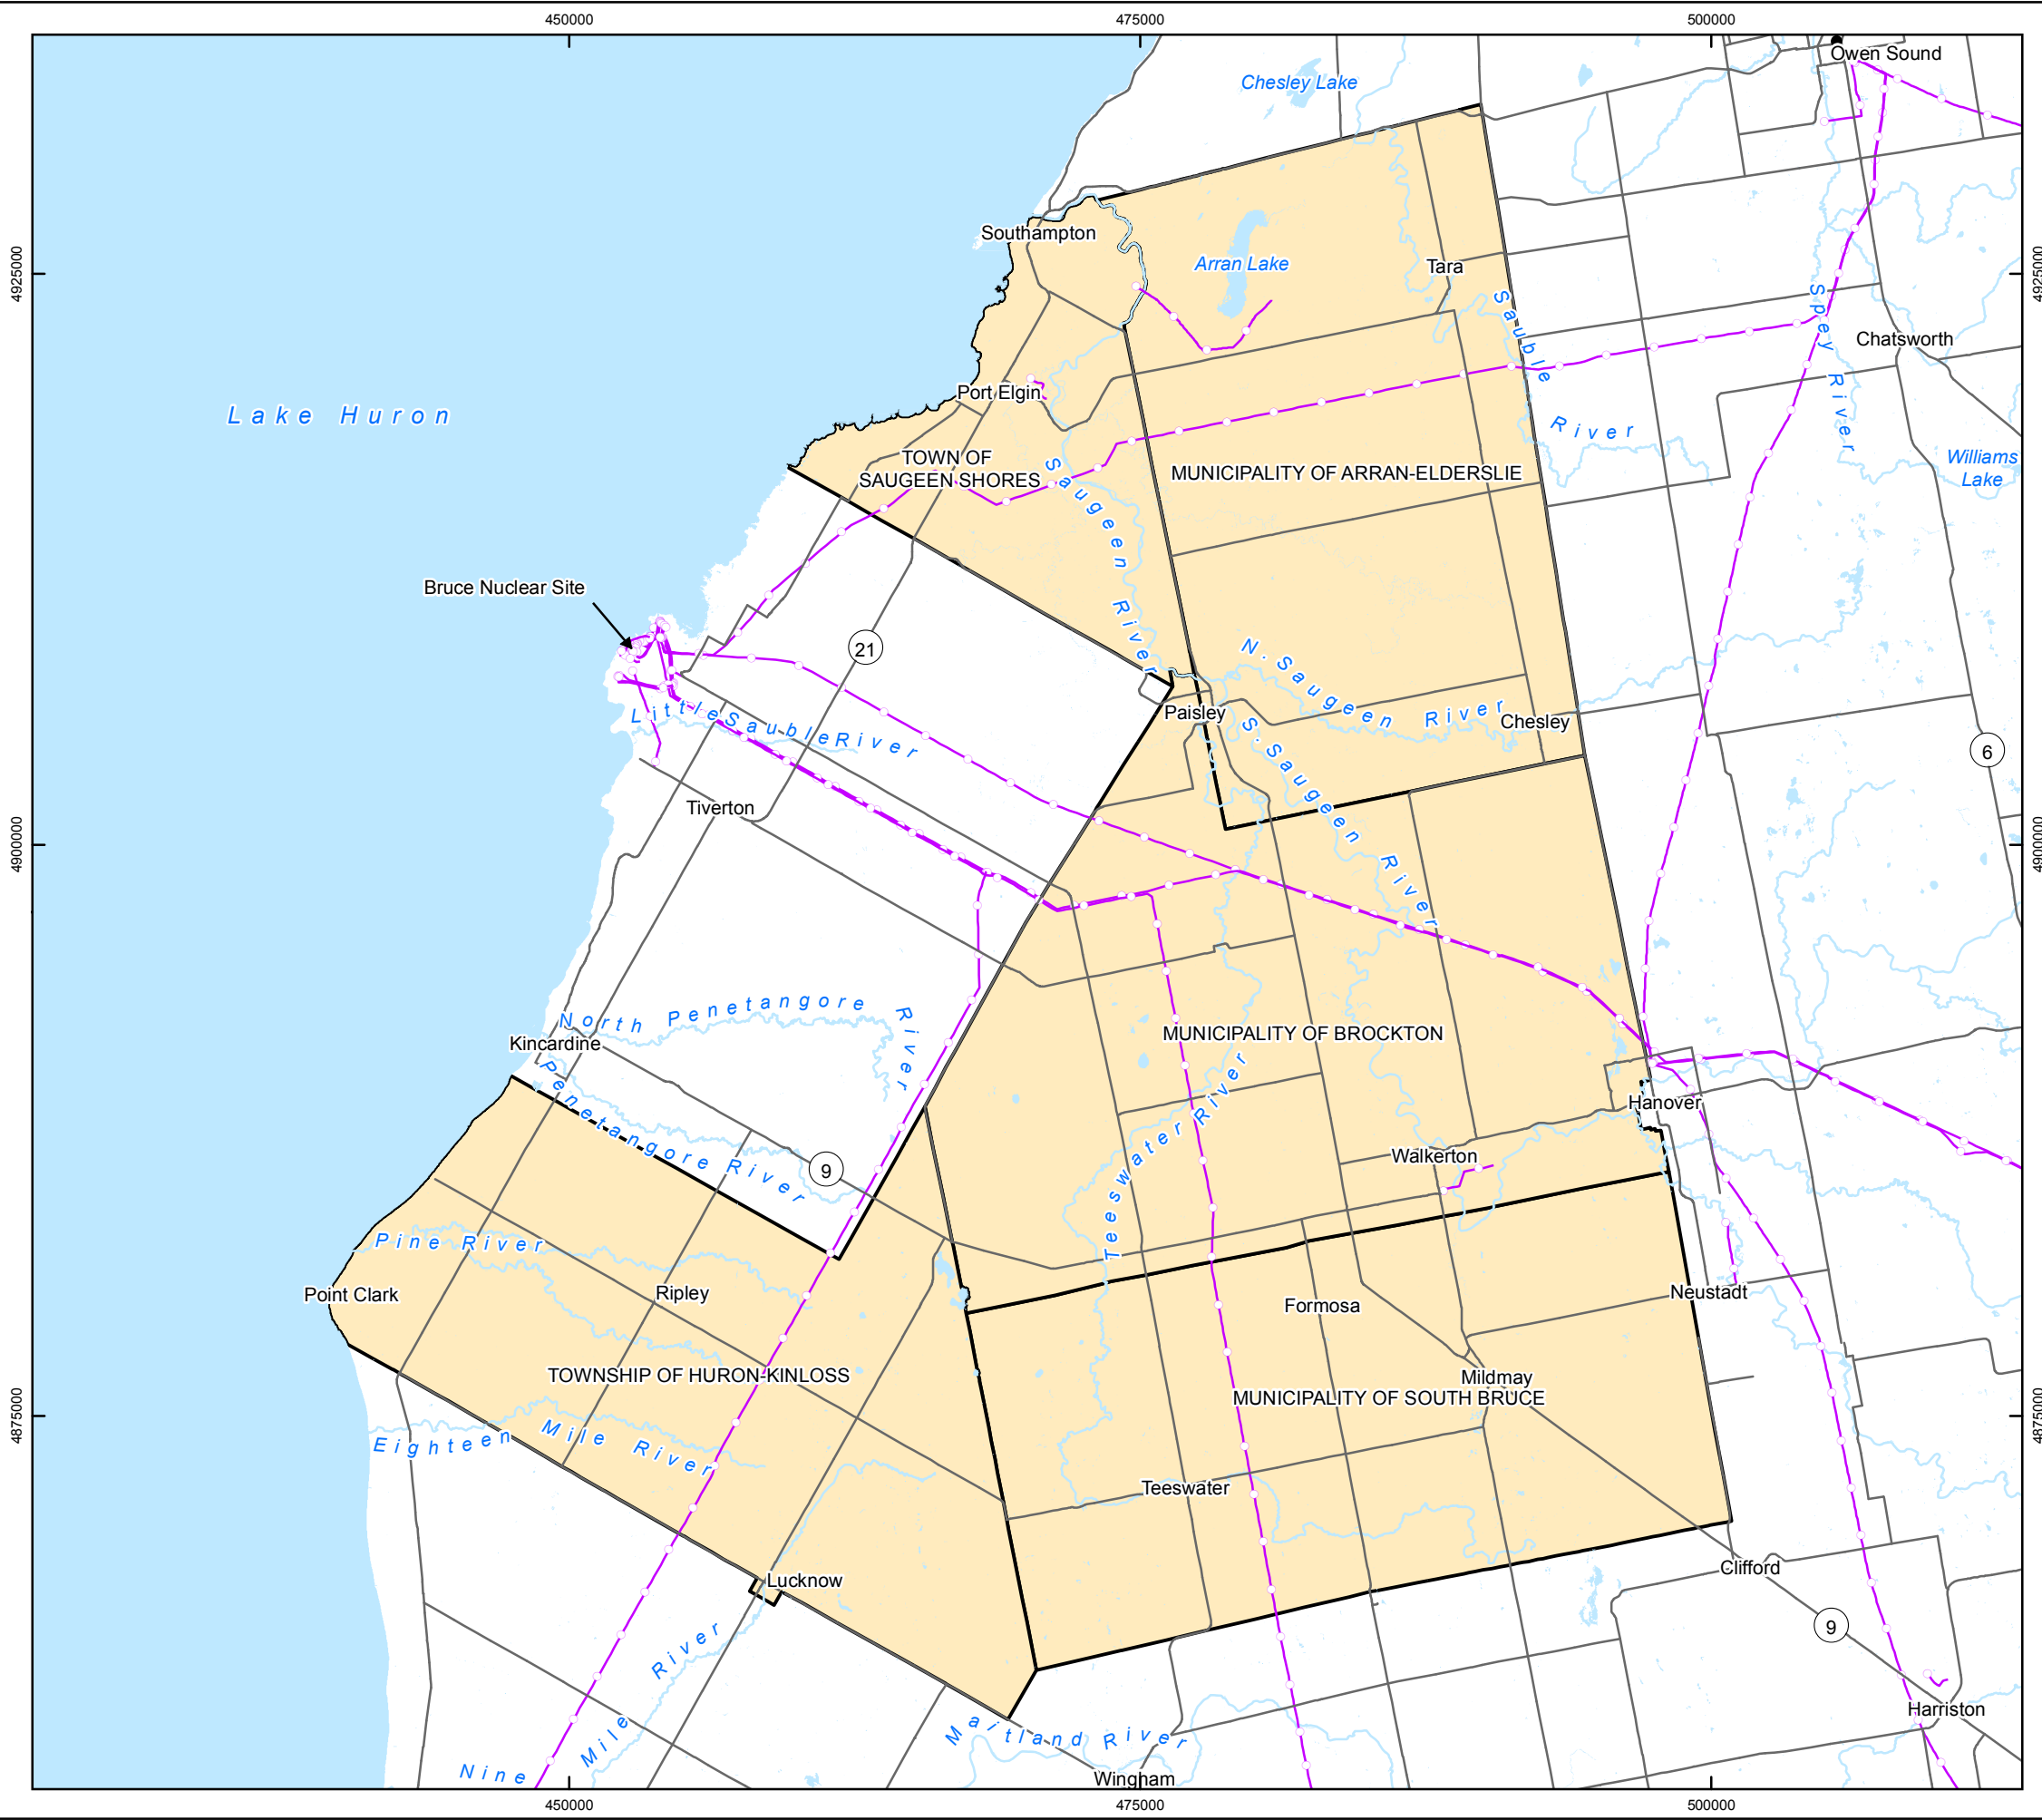 450000
475000
500000
Owen Sound
Chesley Lake
Southampton
Arran Lake
Tara
4925000
4925000
Sauble
River
Spey River
Chatsworth
Port Elgin
Lake Huron
TOWN OF
SAUGEEN SHORES
MUNICIPALITY OF ARRAN-ELDERSLIE
Williams
Lake
Saugeen River
Bruce Nuclear Site
21
N. Saugeen River
Little Sauble River
Paisley
Chesley
S. Saugeen River
6
Tiverton
4900000
4900000
North Penetangore River
Kincardine
MUNICIPALITY OF BROCKTON
Penetangore River
Hanover
Teeswater River
Walkerton
9
Pine River
Point Clark
Ripley
Formosa
Neustadt
TOWNSHIP OF HURON-KINLOSS
Mildmay
MUNICIPALITY OF SOUTH BRUCE
4875000
4875000
Eighteen Mile River
Teeswater
Lucknow
Clifford
9
Nine Mile River
Harriston
Maitland River
Wingham
450000
475000
500000